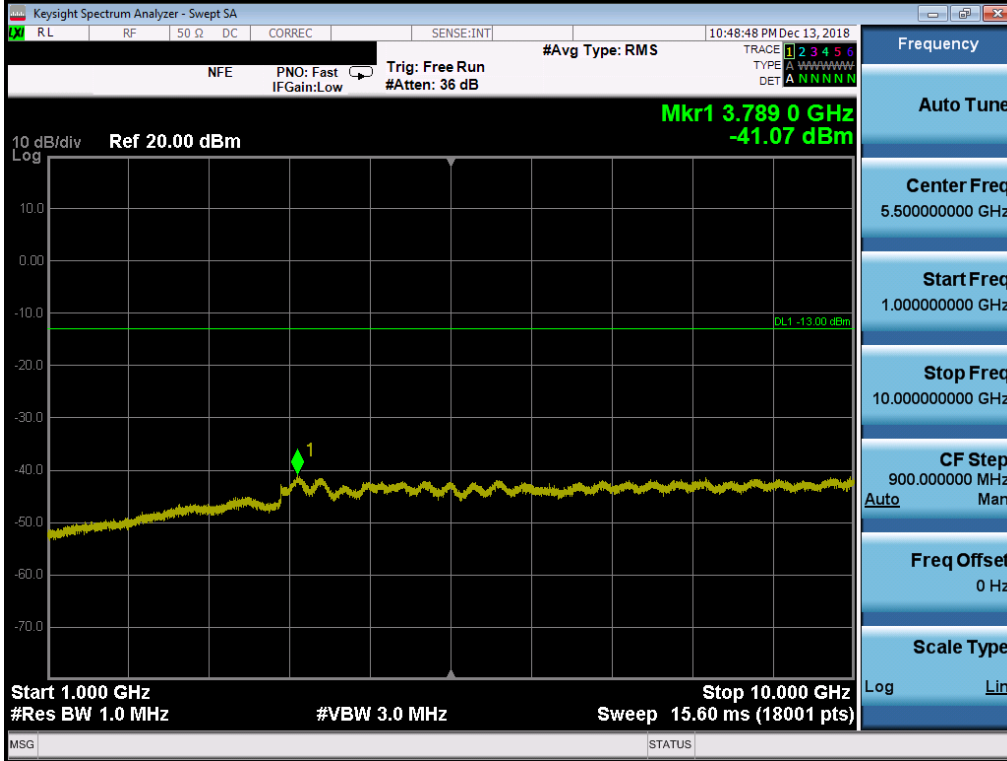 Keysight Spectrum Analyzer - Swept SA
LXI RL RF 50 Ω DC CORREC SENSE:INT 10:48:48 PM Dec 13, 2018
NFE PNO: Fast Trig: Free Run #Avg Type: RMS TRACE 1 2 3 4 5 6
IFGain:Low #Atten: 36 dB TYPE A WWWWW
DET A N N N N N
Mkr1 3.789 0 GHz
-41.07 dBm
10 dB/div Ref 20.00 dBm
Log
10.0
0.00
-10.0
DL1 -13.00 dBm
-20.0
-30.0
-40.0
1
-50.0
-60.0
-70.0
Start 1.000 GHz Stop 10.000 GHz
#Res BW 1.0 MHz #VBW 3.0 MHz Sweep 15.60 ms (18001 pts)
MSG STATUS
Frequency
Auto Tune
Center Freq
5.500000000 GHz
Start Freq
1.000000000 GHz
Stop Freq
10.000000000 GHz
CF Step
900.000000 MHz
Auto Man
Freq Offset
0 Hz
Scale Type
Log Lin